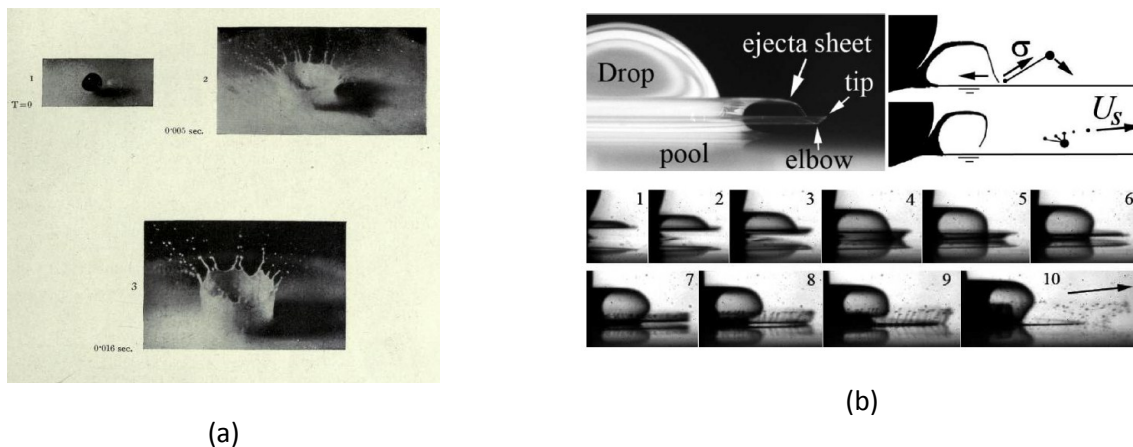 1
T=0
2
0·005 sec.
3
0·016 sec.
(a)
ejecta sheet
Drop
tip
pool
elbow
σ
U_s
1
2
3
4
5
6
7
8
9
10
(b)